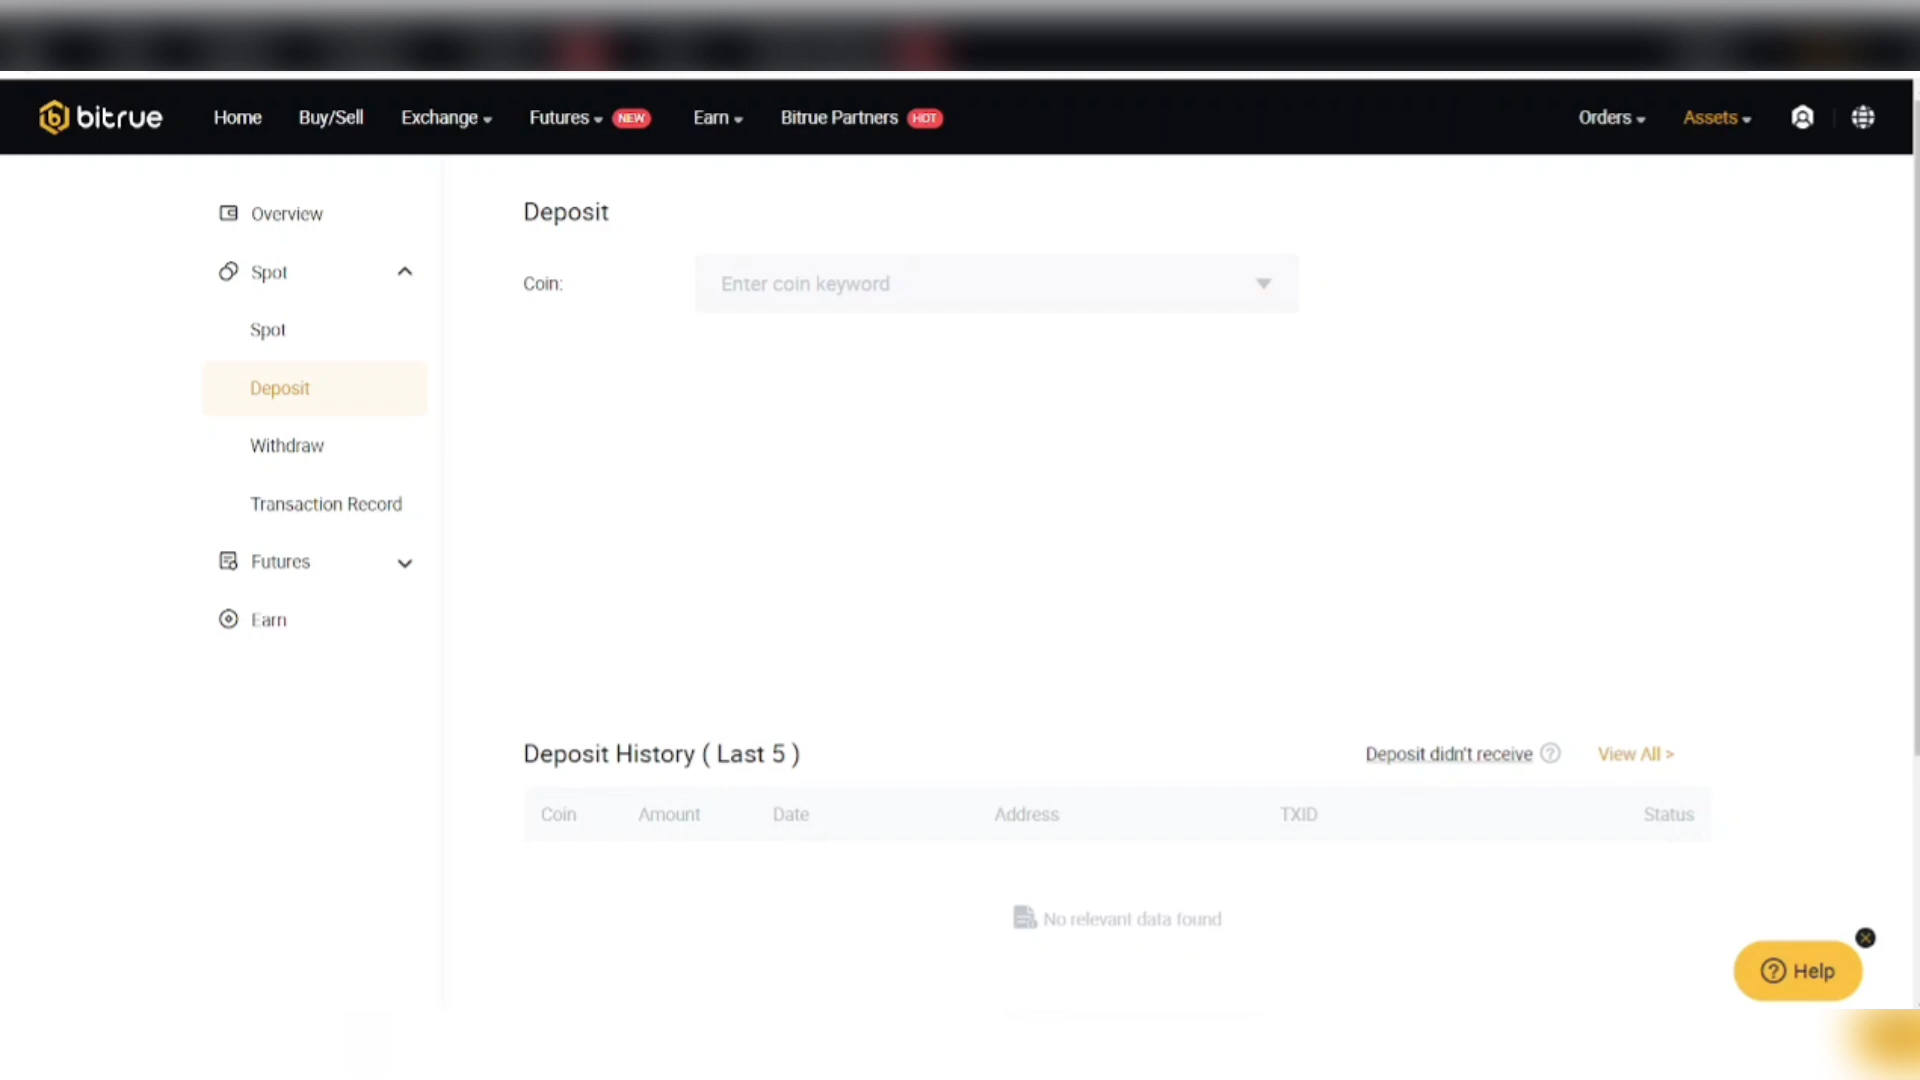 bitrue Home Buy/Sell Exchange Futures NEW Earn Bitrue Partners HOT Orders Assets
Overview
Spot
Spot
Deposit
Withdraw
Transaction Record
Futures
Earn
Deposit
Coin: Enter coin keyword
Deposit History ( Last 5 ) Deposit didn't receive View All >
Coin Amount Date Address TXID Status
No relevant data found
Help